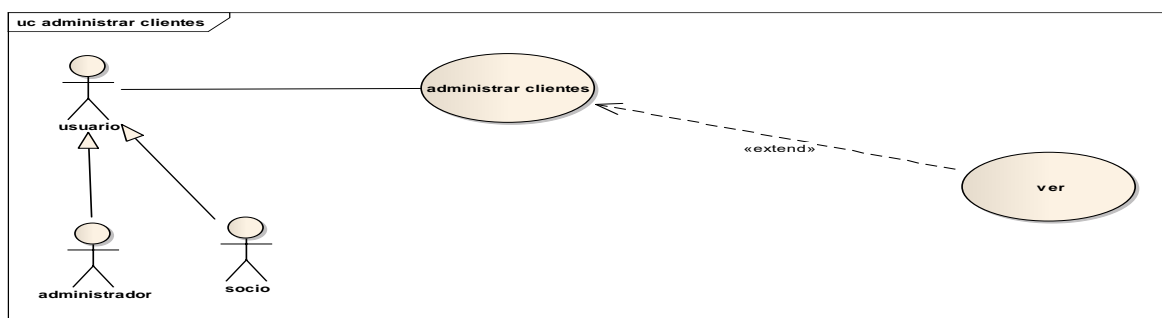 uc administrar clientes
administrar clientes
usuario
«extend»
ver
administrador
socio